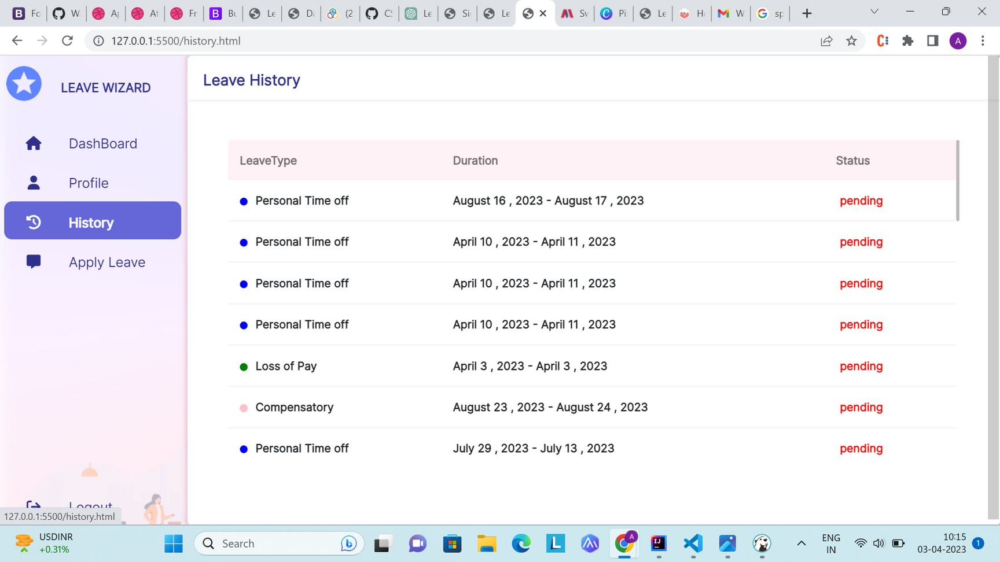 Fo W Ap At Fr Bu Le Da (2 CS Le Si Le Sv Pi Le He W sp
127.0.0.1:5500/history.html A
LEAVE WIZARD
DashBoard
Profile
History
Apply Leave
Logout
127.0.0.1:5500/history.html
Leave History
LeaveType Duration Status
Personal Time off August 16 , 2023 - August 17 , 2023 pending
Personal Time off April 10 , 2023 - April 11 , 2023 pending
Personal Time off April 10 , 2023 - April 11 , 2023 pending
Personal Time off April 10 , 2023 - April 11 , 2023 pending
Loss of Pay April 3 , 2023 - April 3 , 2023 pending
Compensatory August 23 , 2023 - August 24 , 2023 pending
Personal Time off July 29 , 2023 - July 13 , 2023 pending
USDINR
+0.31%
Search
ENG
IN
10:15
03-04-2023
1